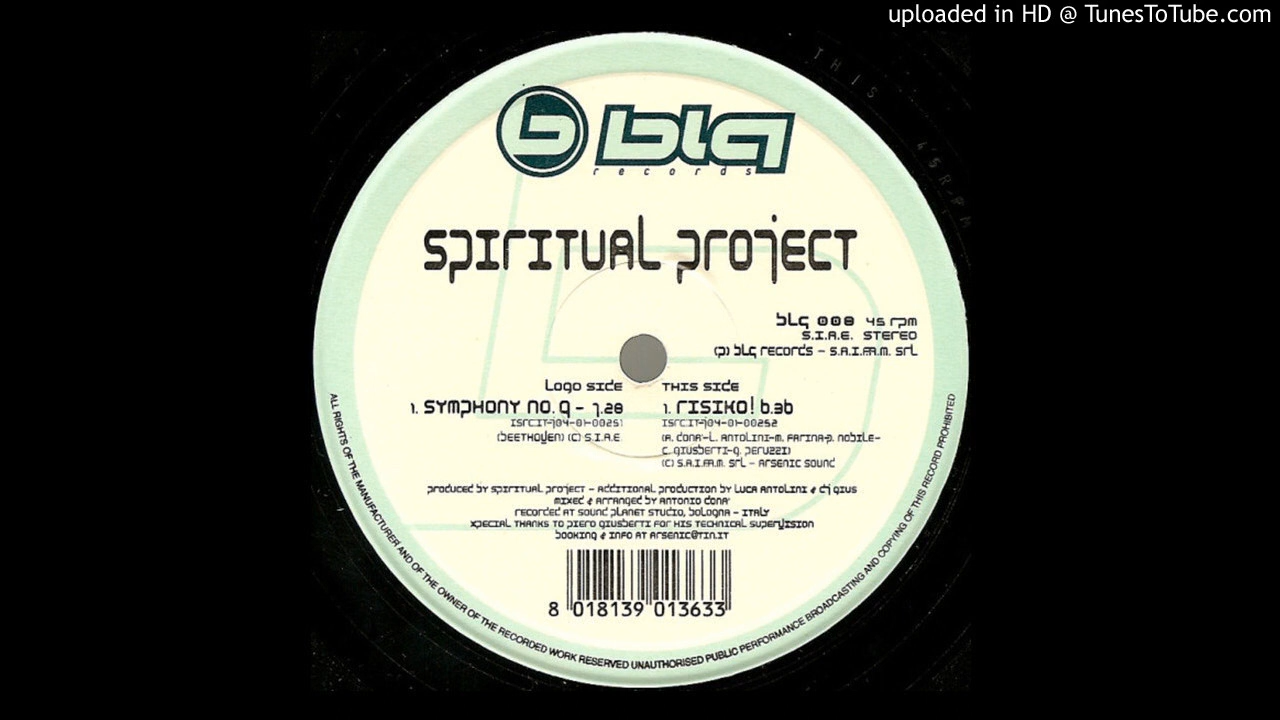 uploaded in HD @ TunesToTube.com
THIS
45 R.P.M
b blq
records
SPIRITUAL PROJECT
BLQ 008 45 RPM
S.I.A.E. STEREO
(P) BLQ RECORDS - S.A.I.F.A.M. SRL
LOGO SIDE
1. SYMPHONY NO. 9 - 7.28
ISRC:IT-J04-01-00251
(BEETHOVEN) (C) S.I.A.E.
THIS SIDE
1. RISIKO! 6.36
ISRC:IT-J04-01-00252
(A. DONA'-L. ANTOLINI-M. FARINA-P. NOBILE-
C. GIUSBERTI-G. PERUZZI)
(C) S.A.I.F.A.M. SRL - ARSENIC SOUND
PRODUCED BY SPIRITUAL PROJECT - ADDITIONAL PRODUCTION BY LUCA ANTOLINI & DJ GIUS
MIXED & ARRANGED BY ANTONIO DONA'
RECORDED AT SOUND PLANET STUDIO, BOLOGNA - ITALY
XPECIAL THANKS TO PIERO GIUSBERTI FOR HIS TECHNICAL SUPERVISION
BOOKING & INFO AT ARSENIC@TIN.IT
8 018139 013633
ALL RIGHTS OF THE MANUFACTURER AND OF THE OWNER OF THE RECORDED WORK RESERVED UNAUTHORISED PUBLIC PERFORMANCE BROADCASTING AND COPYING OF THIS RECORD PROHIBITED